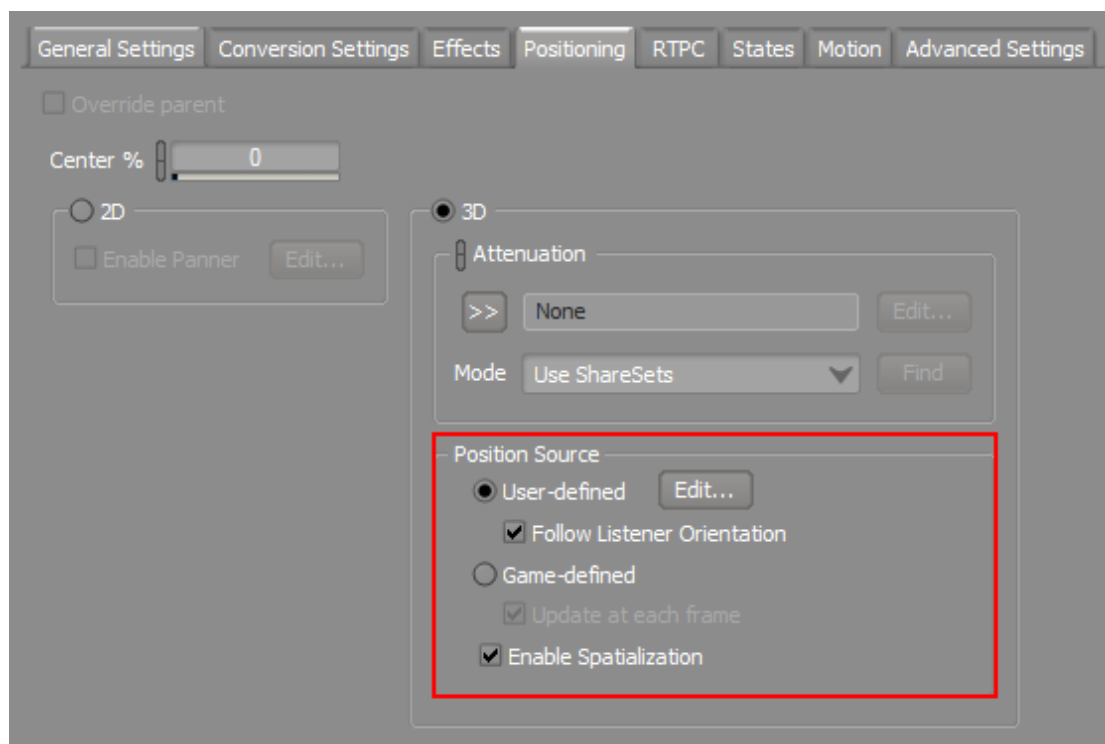 General Settings Conversion Settings Effects Positioning RTPC States Motion Advanced Settings
Override parent
Center % 0
2D
Enable Panner Edit...
3D
Attenuation
>> None Edit...
Mode Use ShareSets Find
Position Source
User-defined Edit...
Follow Listener Orientation
Game-defined
Update at each frame
Enable Spatialization